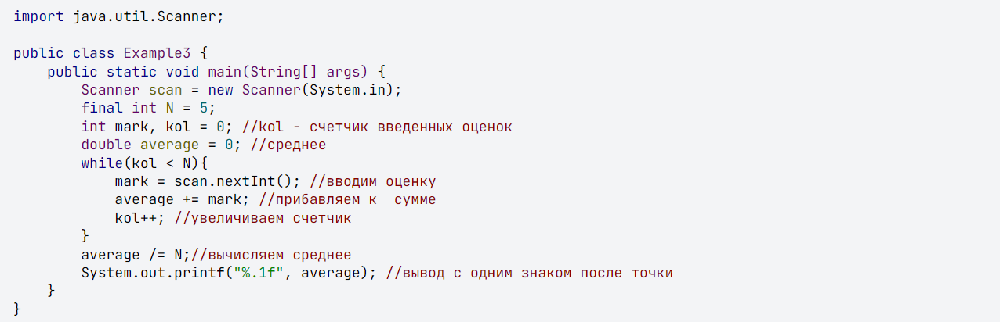 import java.util.Scanner;

public class Example3 {
    public static void main(String[] args) {
        Scanner scan = new Scanner(System.in);
        final int N = 5;
        int mark, kol = 0; //kol - счетчик введенных оценок
        double average = 0; //среднее
        while(kol < N){
            mark = scan.nextInt(); //вводим оценку
            average += mark; //прибавляем к  сумме
            kol++; //увеличиваем счетчик
        }
        average /= N;//вычисляем среднее
        System.out.printf("%.1f", average); //вывод с одним знаком после точки
    }
}